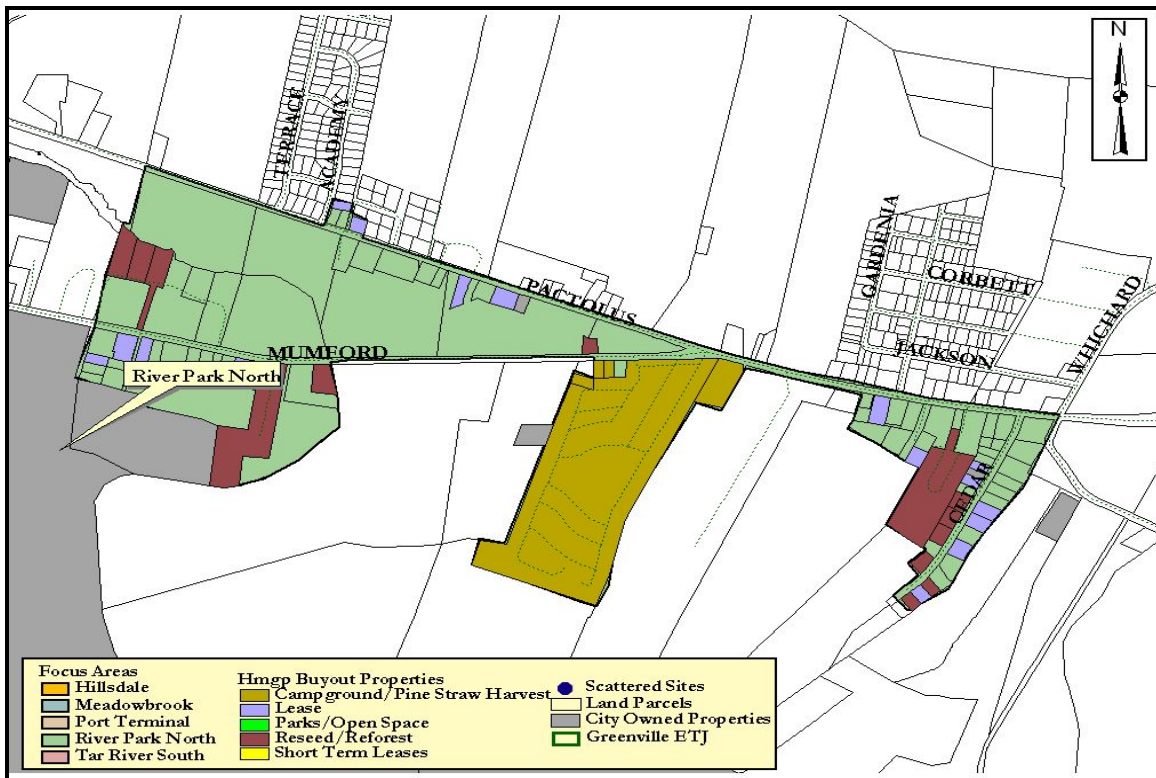 N
TERRACE
ACADEMY
GARDENIA
CORBETT
WHICHARD
PACTOLUS
JACKSON
MUMFORD
River Park North
CEDAR
Focus Areas
Hillsdale
Meadowbrook
Port Terminal
River Park North
Tar River South
Hmgp Buyout Properties
Campground/Pine Straw Harvest
Lease
Parks/Open Space
Reseed/Reforest
Short Term Leases
Scattered Sites
Land Parcels
City Owned Properties
Greenville ETJ